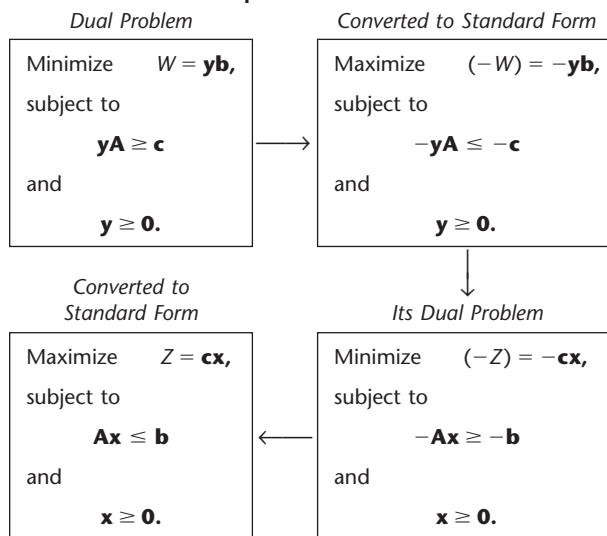 Dual Problem
Minimize W = yb,
subject to
yA ≥ c
and
y ≥ 0.
Converted to Standard Form
Maximize (−W) = −yb,
subject to
−yA ≤ −c
and
y ≥ 0.
Converted to
Standard Form
Maximize Z = cx,
subject to
Ax ≤ b
and
x ≥ 0.
Its Dual Problem
Minimize (−Z) = −cx,
subject to
−Ax ≥ −b
and
x ≥ 0.